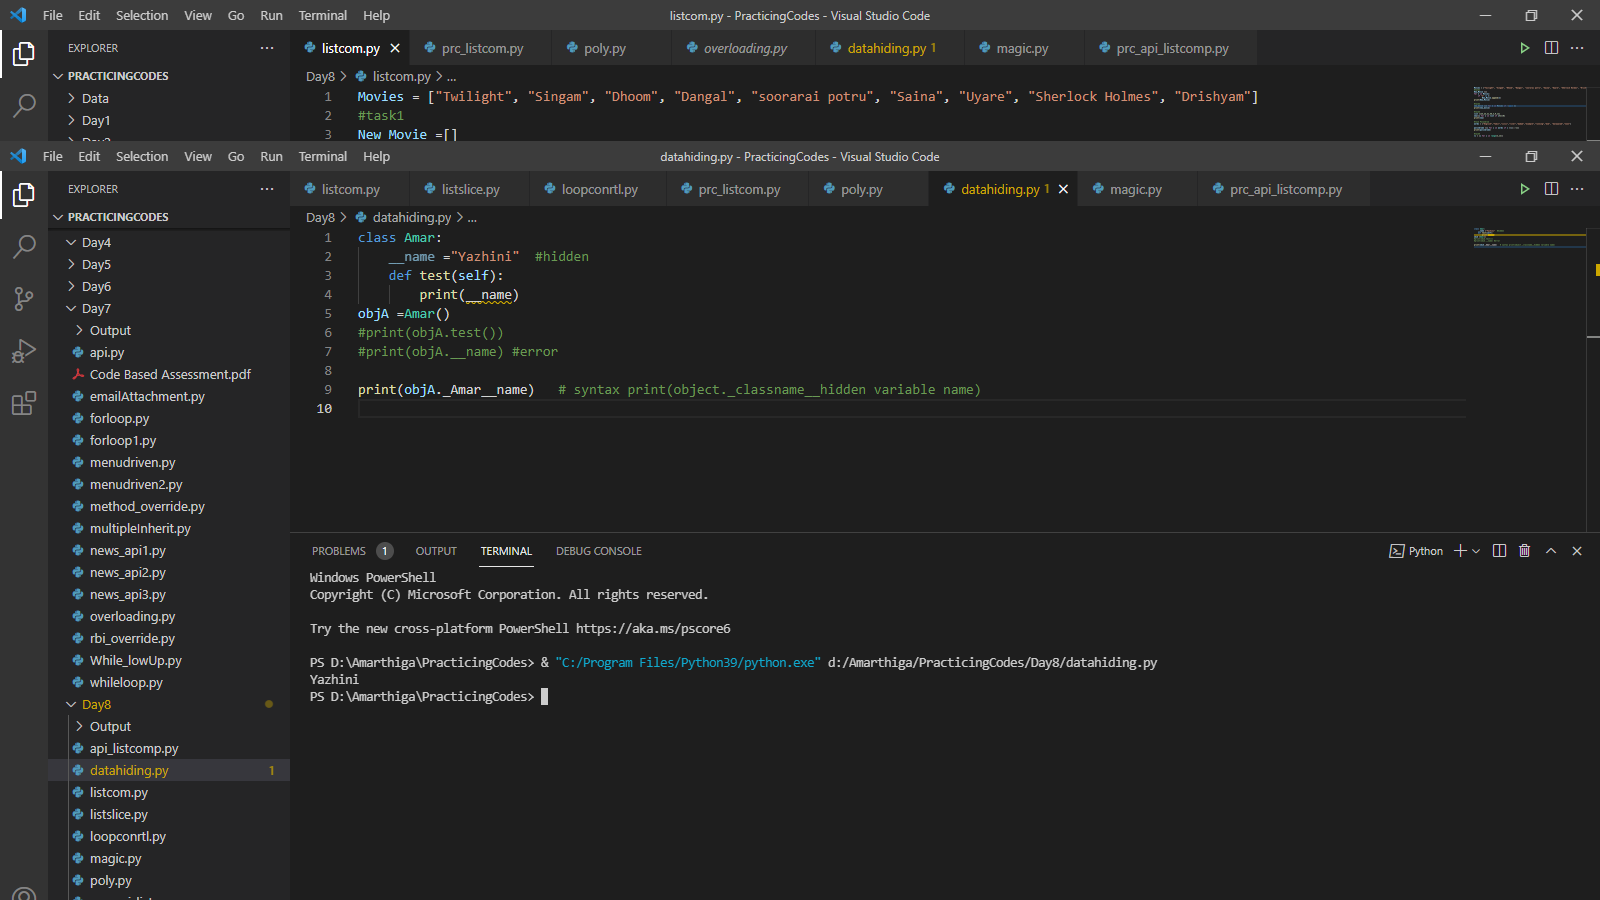 File Edit Selection View Go Run Terminal Help listcom.py - PracticingCodes - Visual Studio Code
EXPLORER ··· listcom.py prc_listcom.py poly.py overloading.py datahiding.py 1 magic.py prc_api_listcomp.py
PRACTICINGCODES Day8 > listcom.py > ...
Data 1 Movies = ["Twilight", "Singam", "Dhoom", "Dangal", "soorarai potru", "Saina", "Uyare", "Sherlock Holmes", "Drishyam"]
Day1 2 #task1
3 New Movie =[]
File Edit Selection View Go Run Terminal Help datahiding.py - PracticingCodes - Visual Studio Code
EXPLORER ··· listcom.py listslice.py loopconrtl.py prc_listcom.py poly.py datahiding.py 1 magic.py prc_api_listcomp.py
PRACTICINGCODES
Day4
Day5
Day6
Day7
Output
api.py
Code Based Assessment.pdf
emailAttachment.py
forloop.py
forloop1.py
menudriven.py
menudriven2.py
method_override.py
multipleInherit.py
news_api1.py
news_api2.py
news_api3.py
overloading.py
rbi_override.py
While_lowUp.py
whileloop.py
Day8
Output
api_listcomp.py
datahiding.py 1
listcom.py
listslice.py
loopconrtl.py
magic.py
poly.py
Day8 > datahiding.py > ...
1 class Amar:
2 __name ="Yazhini"  #hidden
3 def test(self):
4 print(__name)
5 objA =Amar()
6 #print(objA.test())
7 #print(objA.__name) #error
8
9 print(objA._Amar__name)   # syntax print(object._classname__hidden variable name)
10
PROBLEMS 1 OUTPUT TERMINAL DEBUG CONSOLE Python
Windows PowerShell
Copyright (C) Microsoft Corporation. All rights reserved.
Try the new cross-platform PowerShell https://aka.ms/pscore6
PS D:\Amarthiga\PracticingCodes> & "C:/Program Files/Python39/python.exe" d:/Amarthiga/PracticingCodes/Day8/datahiding.py
Yazhini
PS D:\Amarthiga\PracticingCodes>